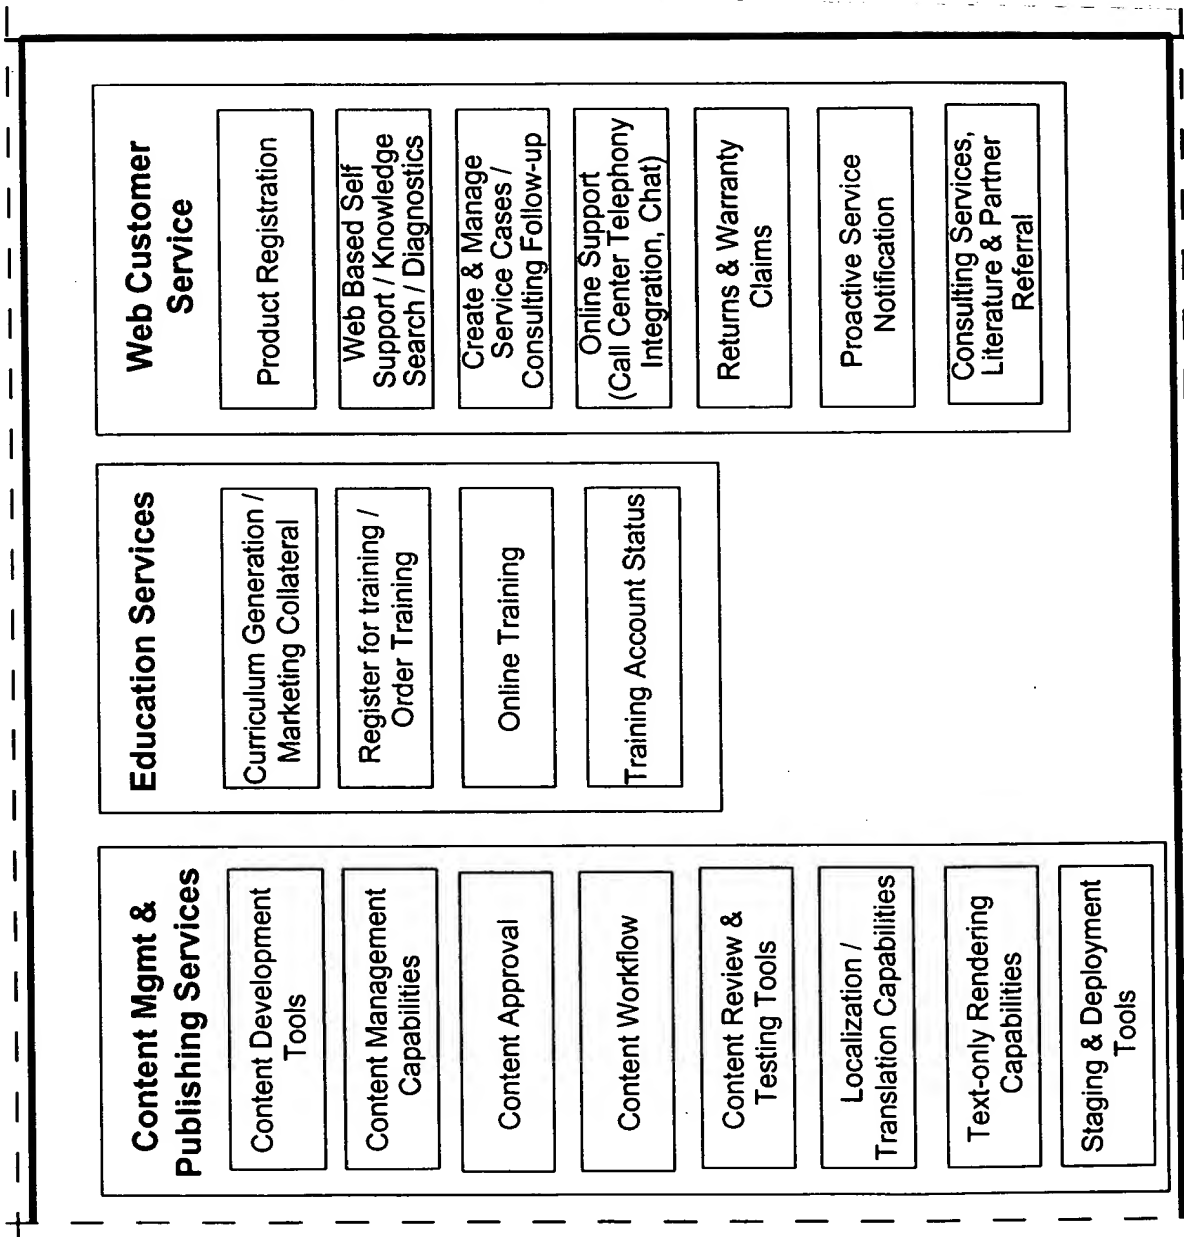 Content Mgmt &
Publishing Services
Content Development
Tools
Content Management
Capabilities
Content Approval
Content Workflow
Content Review &
Testing Tools
Localization /
Translation Capabilities
Text-only Rendering
Capabilities
Staging & Deployment
Tools
Education Services
Curriculum Generation /
Marketing Collateral
Register for training /
Order Training
Online Training
Training Account Status
Web Customer
Service
Product Registration
Web Based Self
Support / Knowledge
Search / Diagnostics
Create & Manage
Service Cases /
Consulting Follow-up
Online Support
(Call Center Telephony
Integration, Chat)
Returns & Warranty
Claims
Proactive Service
Notification
Consulting Services,
Literature & Partner
Referral